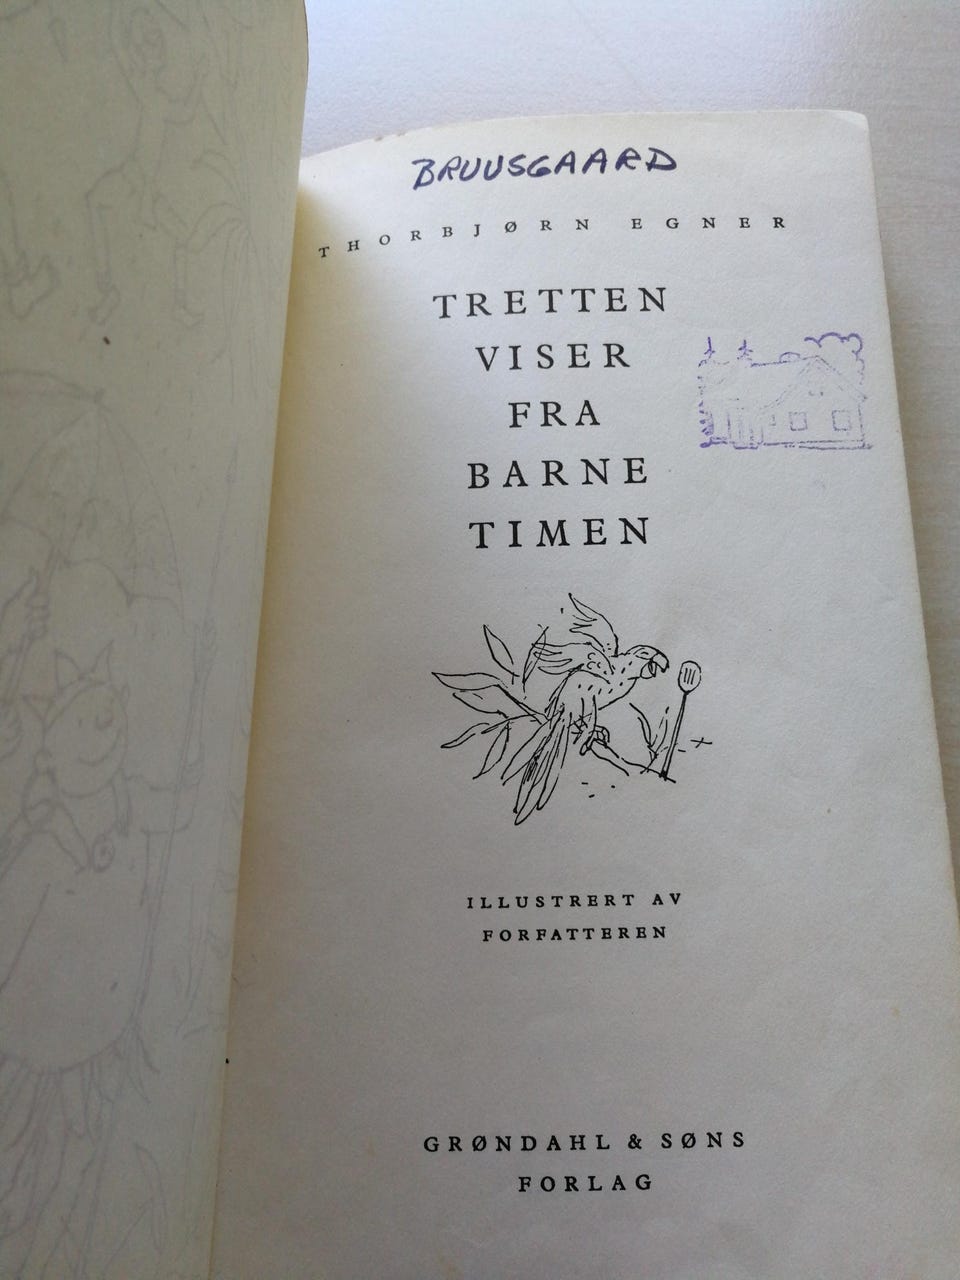 BRUUSGAARD
THORBJØRN EGNER
TRETTEN
VISER
FRA
BARNE
TIMEN
ILLUSTRERT AV
FORFATTEREN
GRØNDAHL & SØNS
FORLAG